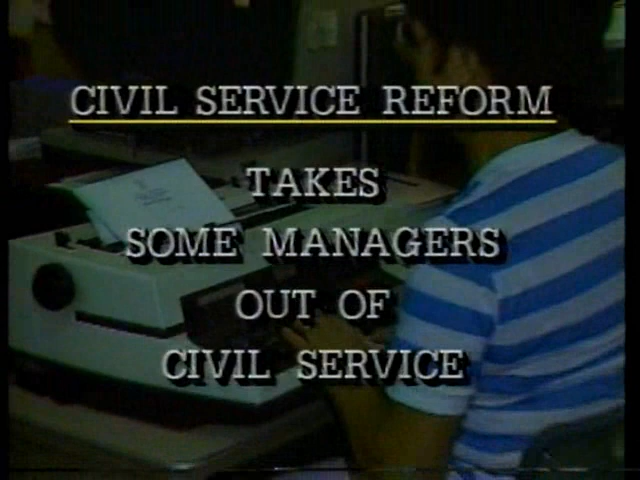 CIVIL SERVICE REFORM
TAKES
SOME MANAGERS
OUT OF
CIVIL SERVICE